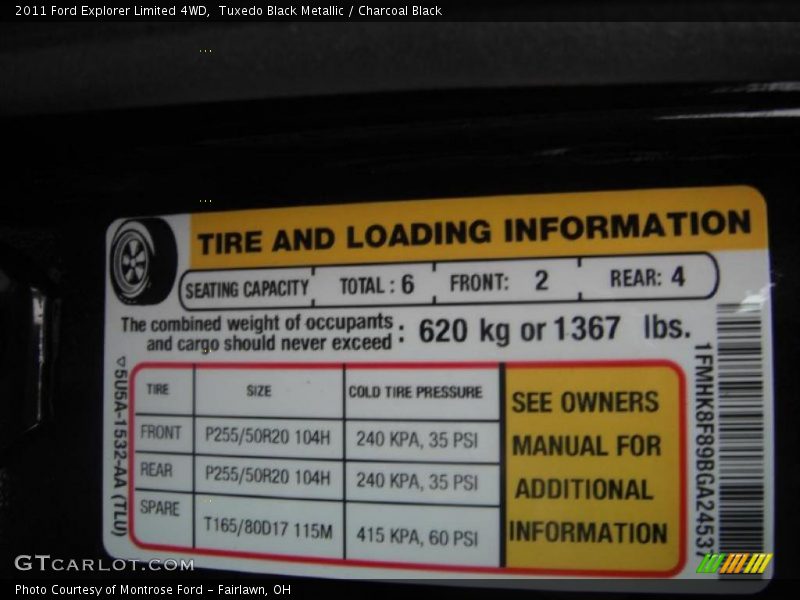 2011 Ford Explorer Limited 4WD, Tuxedo Black Metallic / Charcoal Black
TIRE AND LOADING INFORMATION
SEATING CAPACITY TOTAL : 6 FRONT: 2 REAR: 4
The combined weight of occupants
and cargo should never exceed : 620 kg or 1367 lbs.
TIRE SIZE COLD TIRE PRESSURE
FRONT P255/50R20 104H 240 KPA, 35 PSI
REAR P255/50R20 104H 240 KPA, 35 PSI
SPARE T165/80D17 115M 415 KPA, 60 PSI
SEE OWNERS
MANUAL FOR
ADDITIONAL
INFORMATION
5U5A-1532-AA (TLU)
1FMHK8F89BGA24537
GTCARLOT.COM
Photo Courtesy of Montrose Ford - Fairlawn, OH